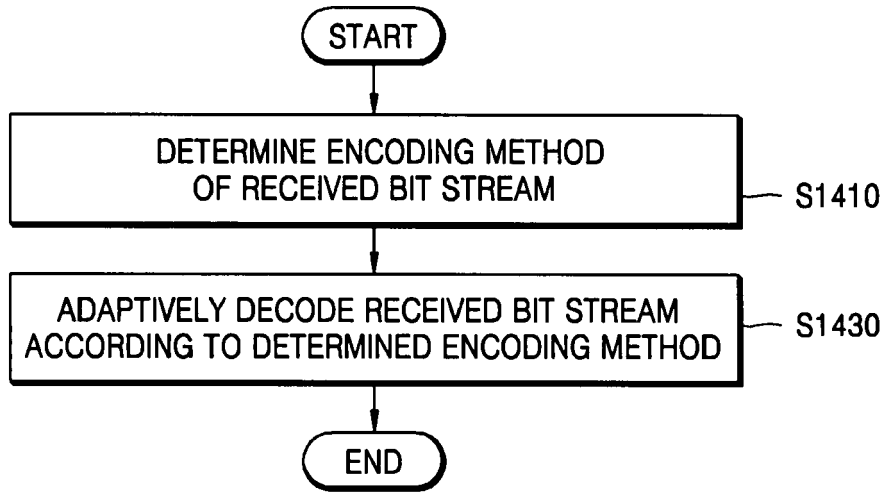 START
DETERMINE ENCODING METHOD
OF RECEIVED BIT STREAM
S1410
ADAPTIVELY DECODE RECEIVED BIT STREAM
ACCORDING TO DETERMINED ENCODING METHOD
S1430
END